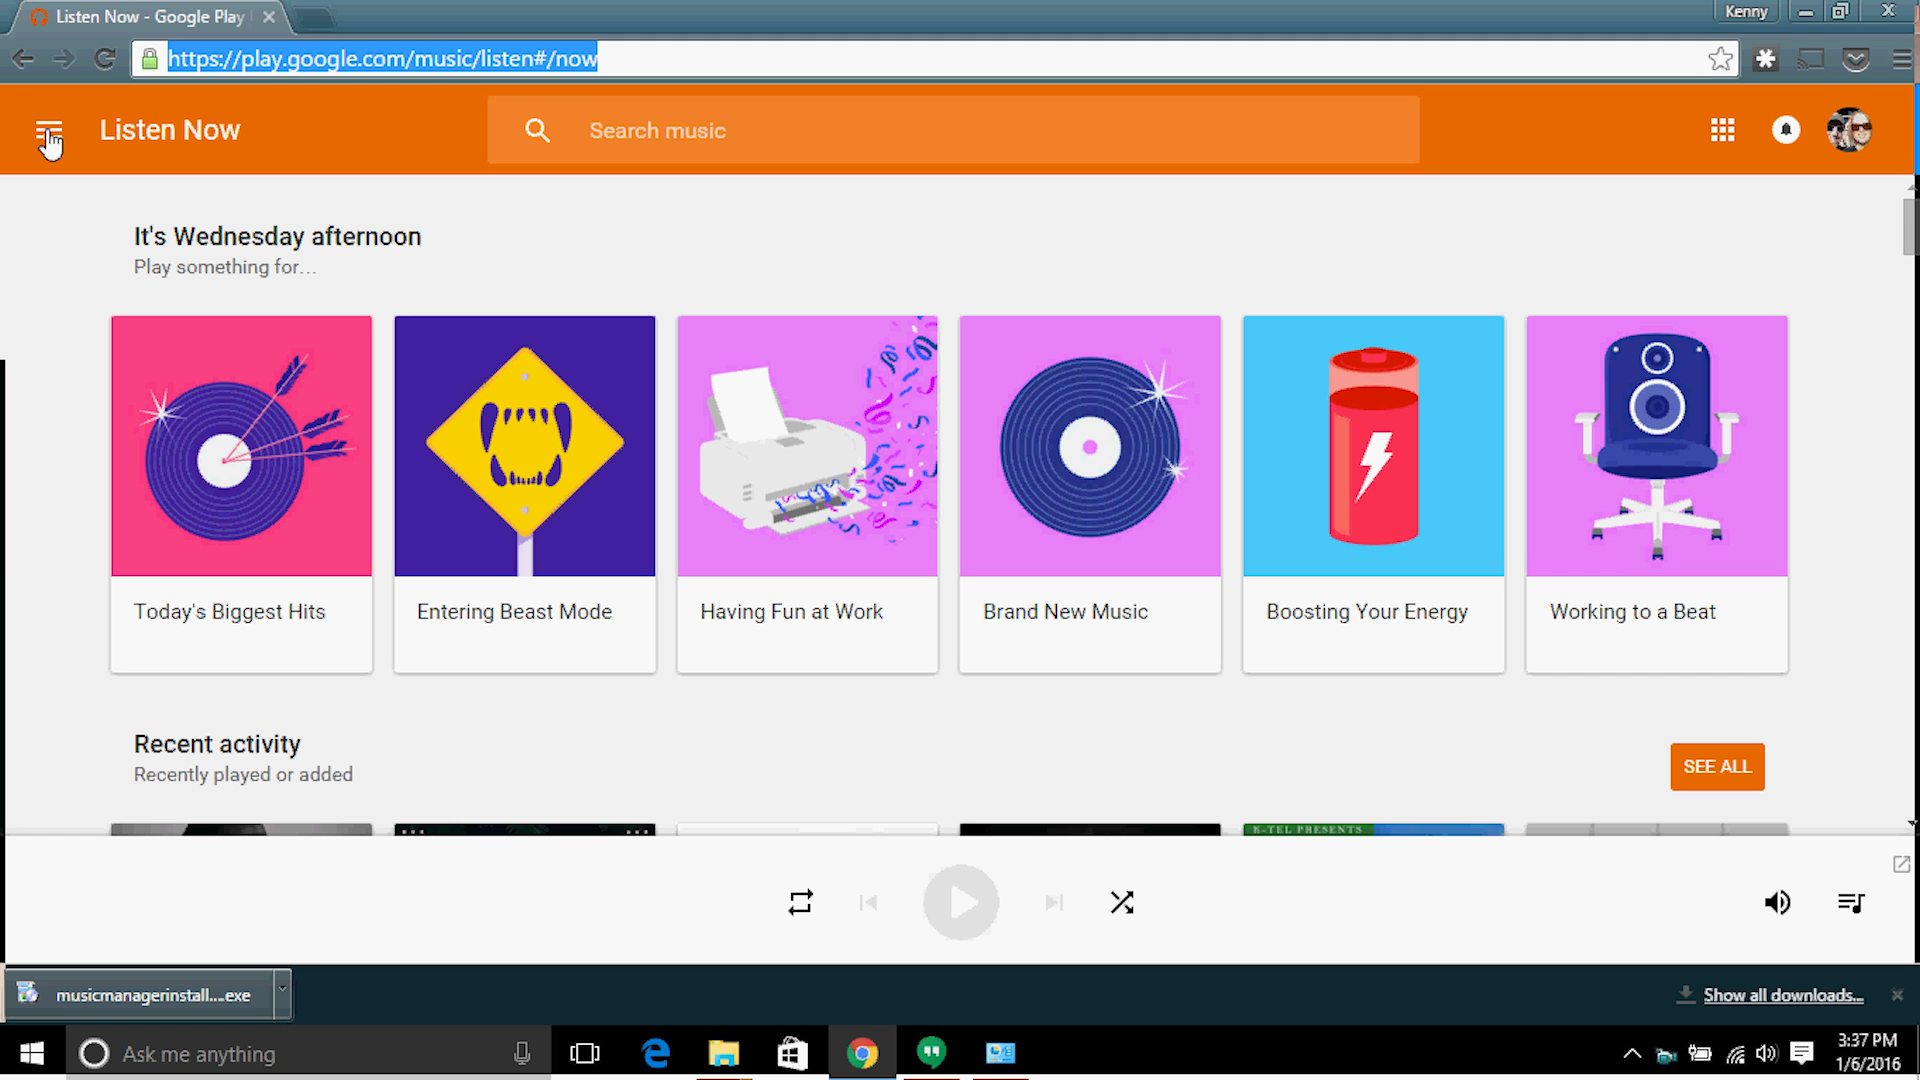 Listen Now - Google Play
Kenny
https://play.google.com/music/listen#/now
Listen Now
Search music
It's Wednesday afternoon
Play something for...
Today's Biggest Hits
Entering Beast Mode
Having Fun at Work
Brand New Music
Boosting Your Energy
Working to a Beat
Recent activity
Recently played or added
SEE ALL
K-TEL PRESENTS
musicmanagerinstall....exe
Show all downloads...
Ask me anything
3:37 PM
1/6/2016